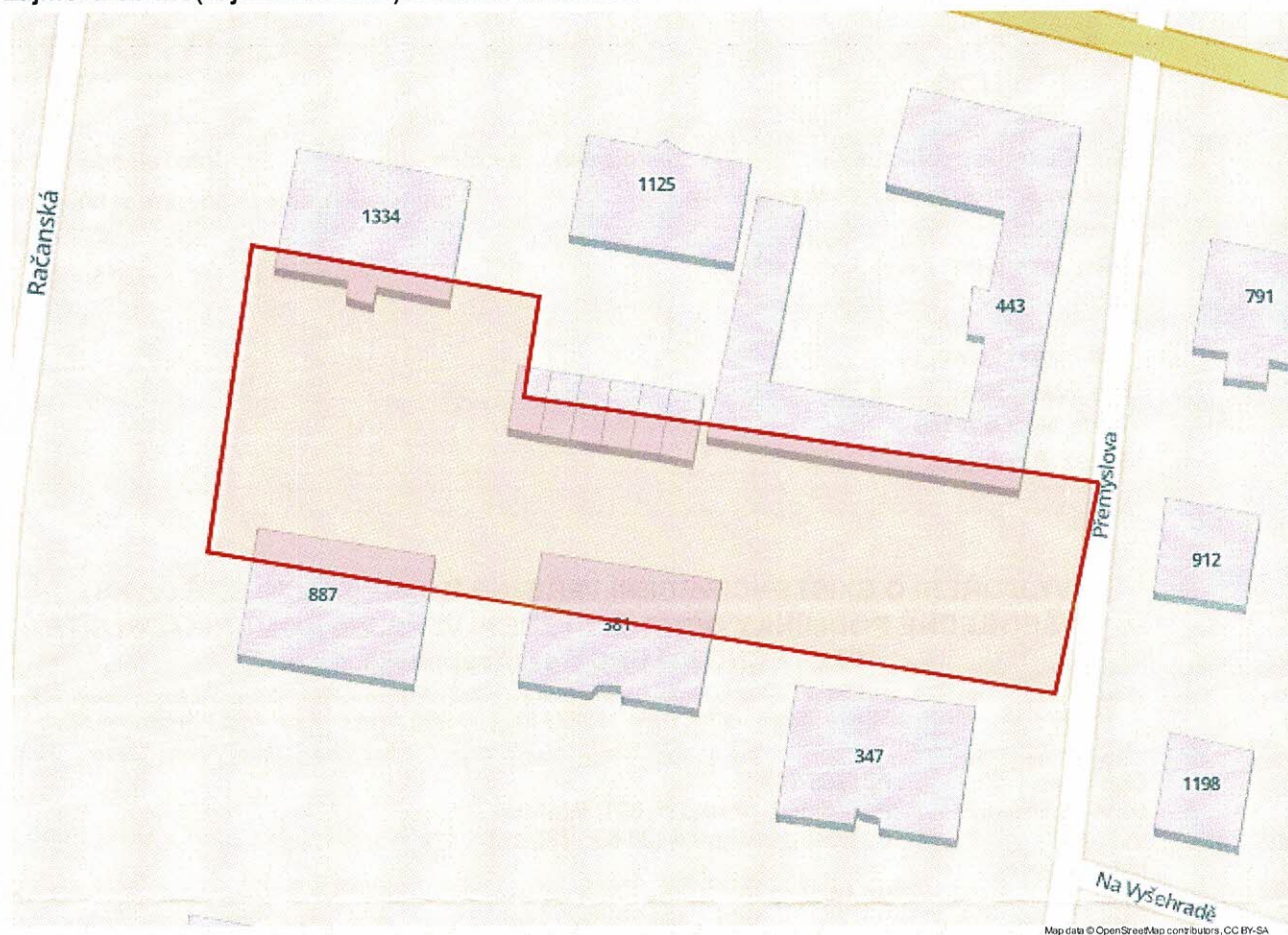 Račanská
1334
1125
443
791
Přemyslova
912
887
381
347
1198
Na Vyšehradě
Map data © OpenStreetMap contributors, CC BY-SA